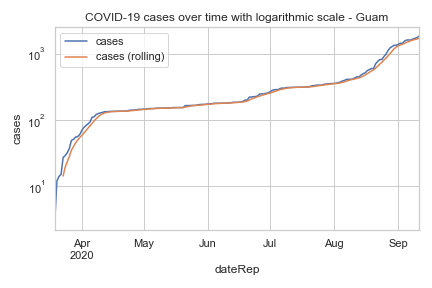 COVID-19 cases over time with logarithmic scale - Guam
cases
cases (rolling)
10³
10²
10¹
cases
Apr May Jun Jul Aug Sep
2020
dateRep